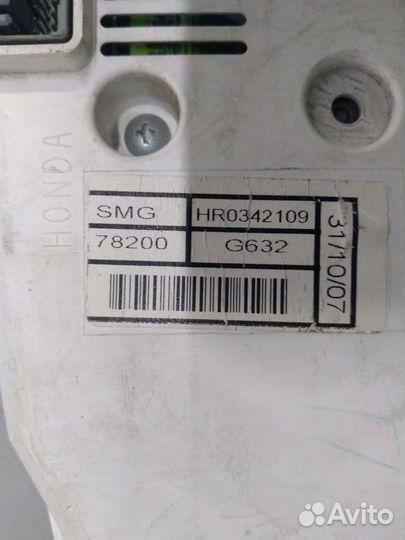 HONDA
SMG HR0342109
78200 G632
31/10/07
Avito